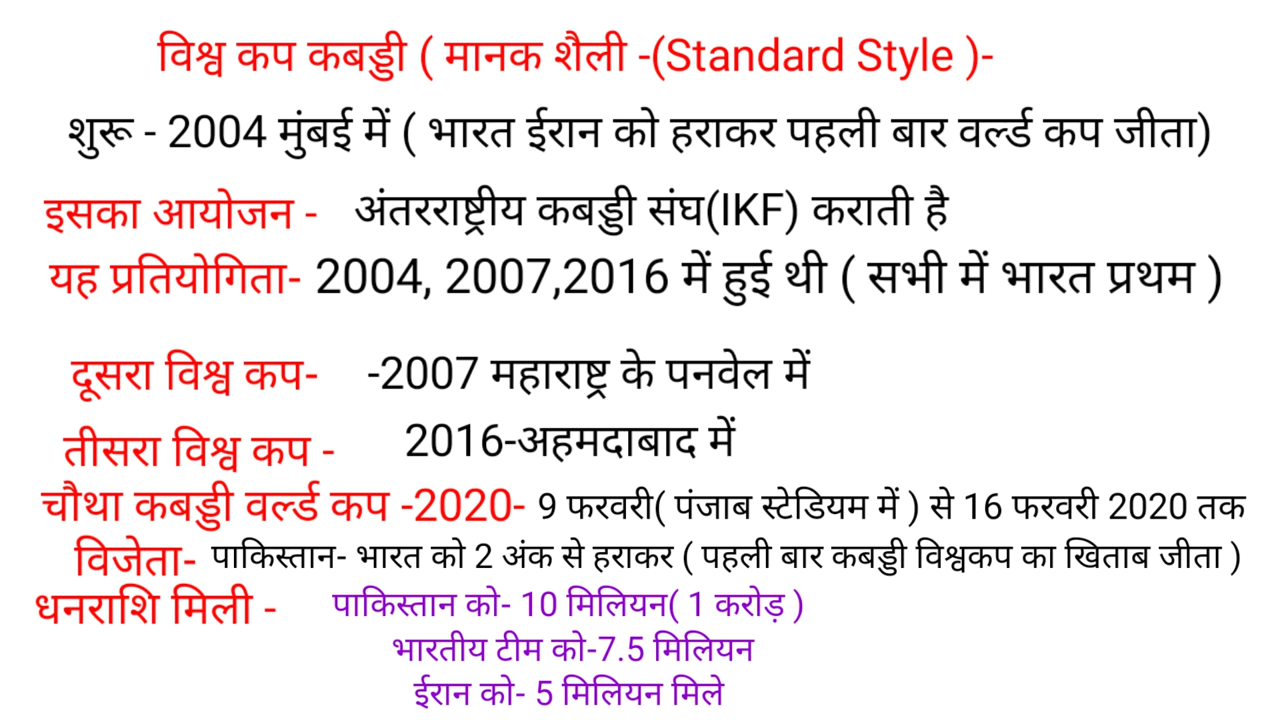 विश्व कप कबड्डी ( मानक शैली -(Standard Style )-
शुरू - 2004 मुंबई में ( भारत ईरान को हराकर पहली बार वर्ल्ड कप जीता)
इसका आयोजन - अंतरराष्ट्रीय कबड्डी संघ(IKF) कराती है
यह प्रतियोगिता- 2004, 2007,2016 में हुई थी ( सभी में भारत प्रथम )
दूसरा विश्व कप- -2007 महाराष्ट्र के पनवेल में
तीसरा विश्व कप - 2016-अहमदाबाद में
चौथा कबड्डी वर्ल्ड कप -2020- 9 फरवरी( पंजाब स्टेडियम में ) से 16 फरवरी 2020 तक
विजेता- पाकिस्तान- भारत को 2 अंक से हराकर ( पहली बार कबड्डी विश्वकप का खिताब जीता )
धनराशि मिली - पाकिस्तान को- 10 मिलियन( 1 करोड़ )
भारतीय टीम को-7.5 मिलियन
ईरान को- 5 मिलियन मिले